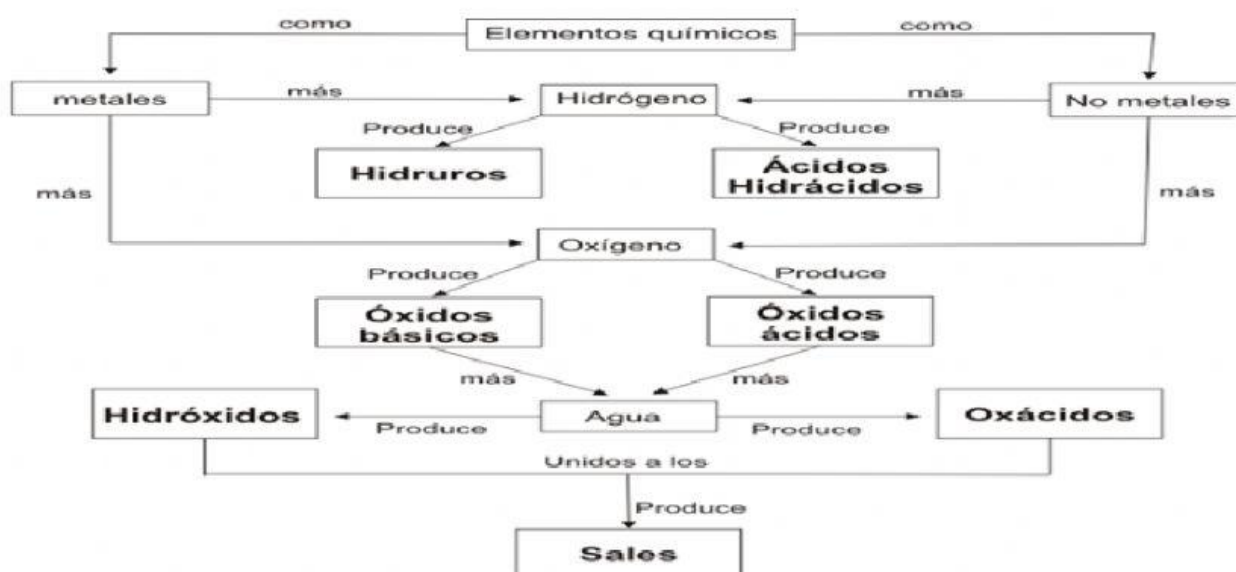 como
Elementos químicos
como
metales
más
Hidrógeno
más
No metales
Produce
Produce
Hidruros
Ácidos
Hidrácidos
más
más
Oxígeno
Produce
Produce
Óxidos
básicos
Óxidos
ácidos
más
más
Hidróxidos
Produce
Agua
Produce
Oxácidos
Unidos a los
Produce
Sales